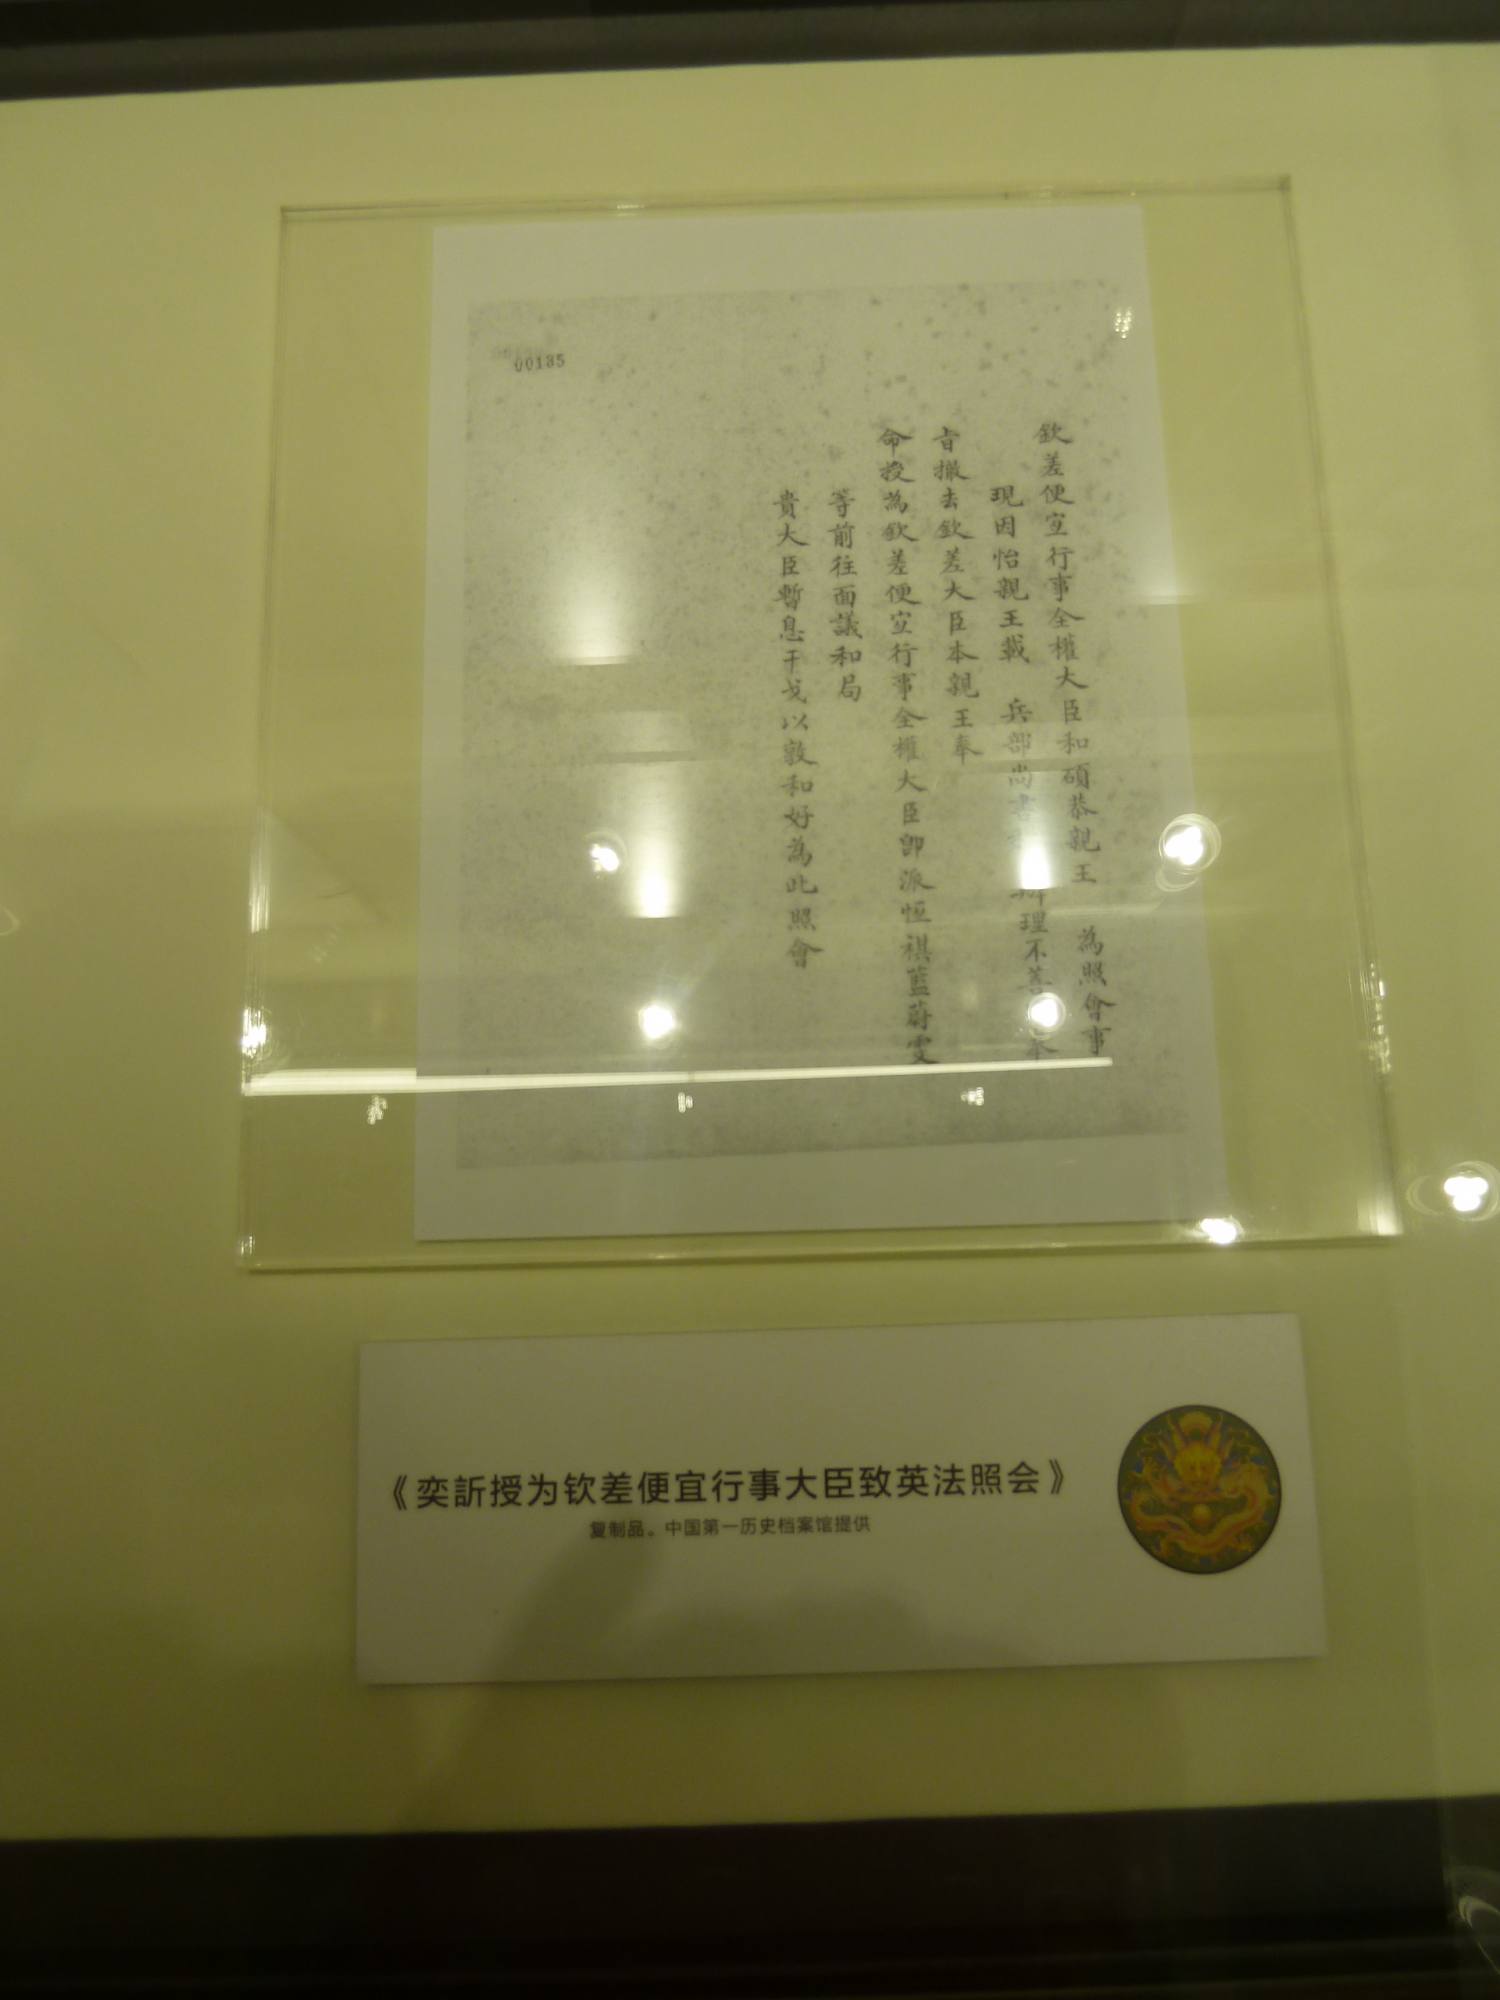 00185
欽差便宜行事全權大臣和碩恭親王 為照會事
現因怡親王載 兵部尚書 辦理不善 本
旨撤去欽差大臣本親王奉
命授為欽差便宜行事全權大臣卽派恒祺藍蔚雯
等前往面議和局
貴大臣暫息干戈以敦和好為此照會
《奕訢授为钦差便宜行事大臣致英法照会》
复制品。中国第一历史档案馆提供